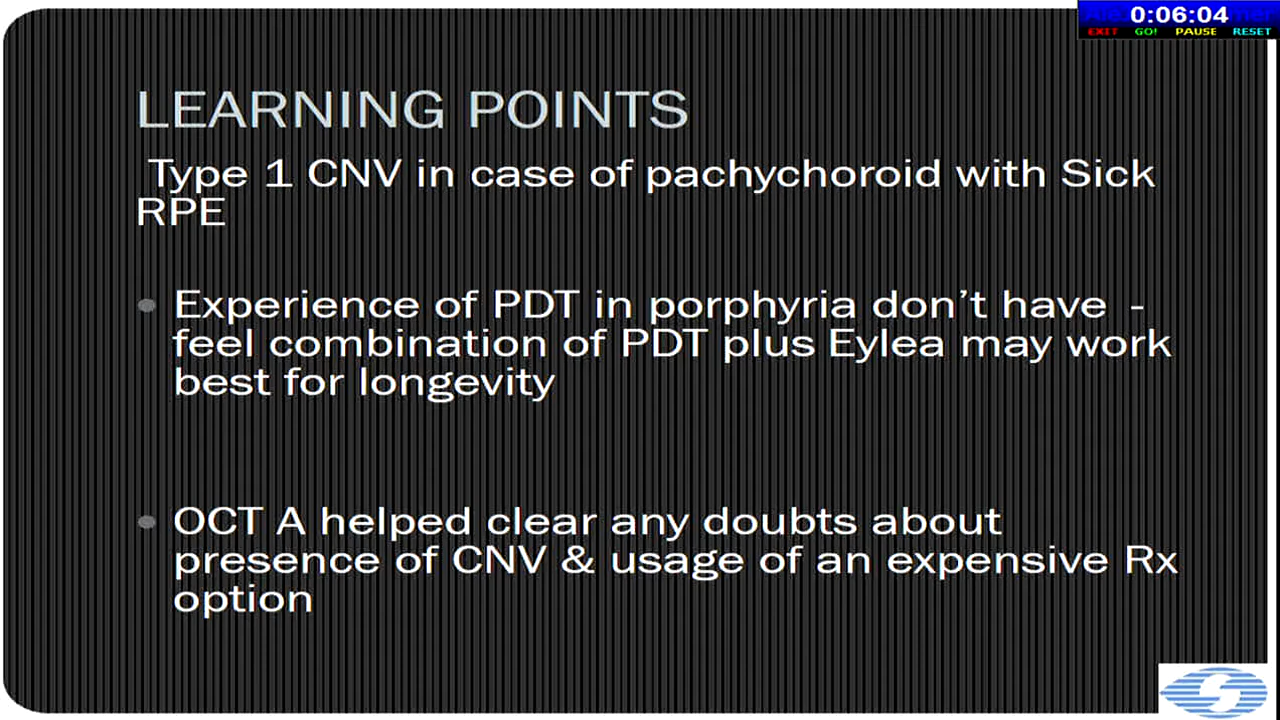 0:06:04
EXIT GO! PAUSE RESET
LEARNING POINTS
Type 1 CNV in case of pachychoroid with Sick
RPE
• Experience of PDT in porphyria don't have -
feel combination of PDT plus Eylea may work
best for longevity
• OCT A helped clear any doubts about
presence of CNV & usage of an expensive Rx
option